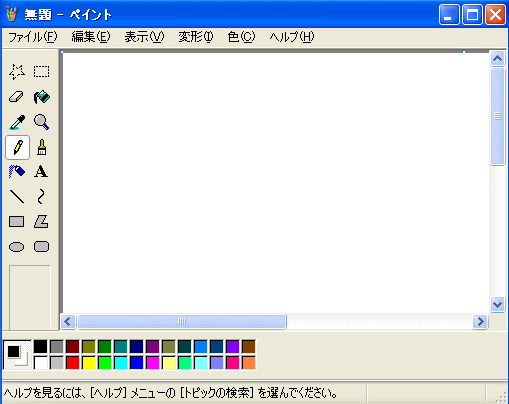 無題 - ペイント
ファイル(F) 編集(E) 表示(V) 変形(I) 色(C) ヘルプ(H)
A
ヘルプを見るには、[ヘルプ] メニューの [トピックの検索] を選んでください。